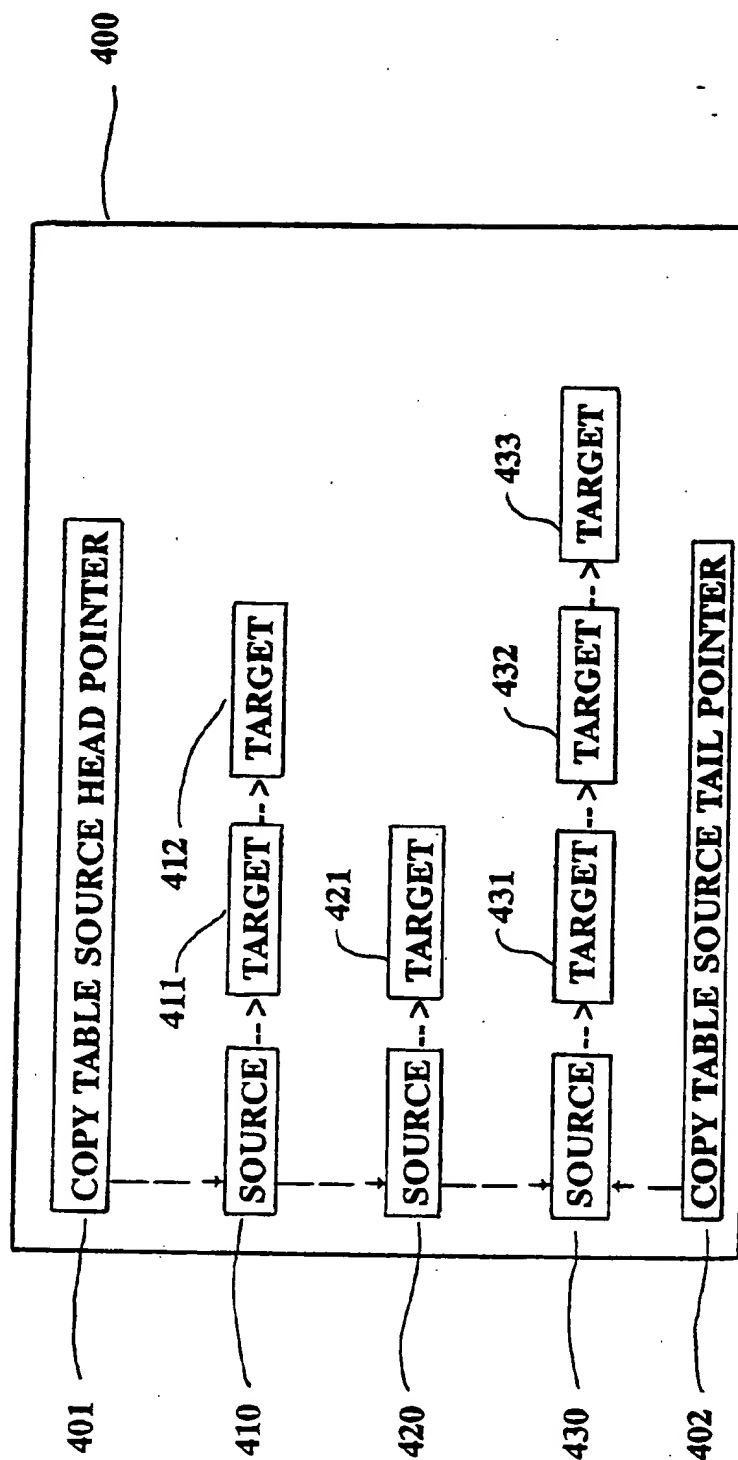 400
401
COPY TABLE SOURCE HEAD POINTER
410
SOURCE --> TARGET --> TARGET
411
412
420
SOURCE --> TARGET
421
430
SOURCE --> TARGET --> TARGET --> TARGET
431
432
433
402
COPY TABLE SOURCE TAIL POINTER